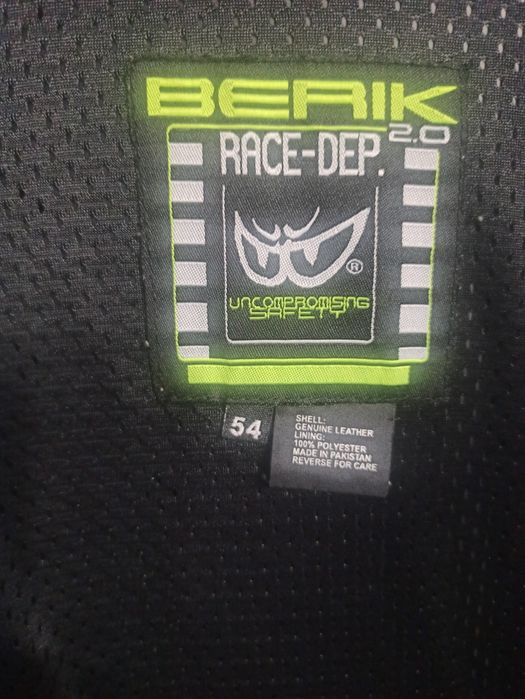 BERIK
2.0
RACE-DEP.
®
UNCOMPROMISING
SAFETY
54
SHELL:
GENUINE LEATHER
LINING:
100% POLYESTER
MADE IN PAKISTAN
REVERSE FOR CARE